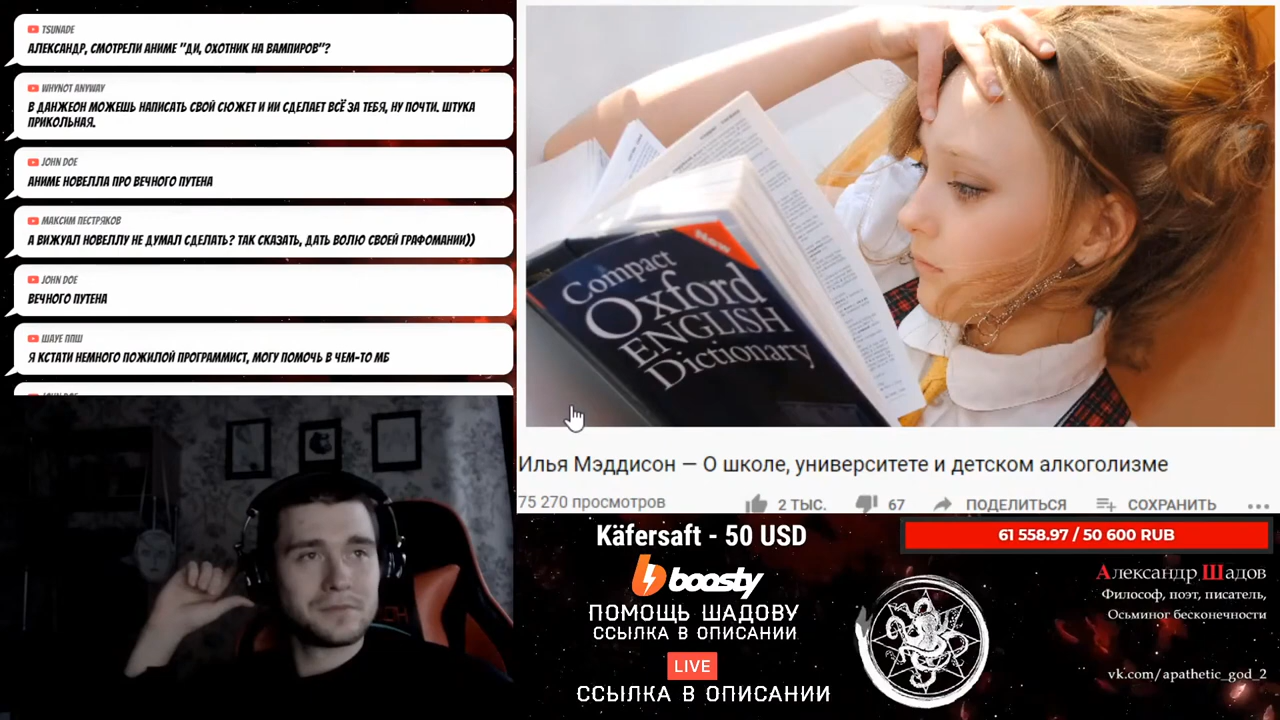 TSUNADE
АЛЕКСАНДР, СМОТРЕЛИ АНИМЕ "ДИ, ОХОТНИК НА ВАМПИРОВ"?
WHYNOT ANYWAY
В ДАНЖЕОН МОЖЕШЬ НАПИСАТЬ СВОЙ СЮЖЕТ И ИИ СДЕЛАЕТ ВСЁ ЗА ТЕБЯ, НУ ПОЧТИ. ШТУКА
ПРИКОЛЬНАЯ.
JOHN DOE
АНИМЕ НОВЕЛЛА ПРО ВЕЧНОГО ПУТЕНА
МАКСИМ ПЕСТРЯКОВ
А ВИЖУАЛ НОВЕЛЛУ НЕ ДУМАЛ СДЕЛАТЬ? ТАК СКАЗАТЬ, ДАТЬ ВОЛЮ СВОЕЙ ГРАФОМАНИИ))
JOHN DOE
ВЕЧНОГО ПУТЕНА
ШАУЕ ППШ
Я КСТАТИ НЕМНОГО ПОЖИЛОЙ ПРОГРАММИСТ, МОГУ ПОМОЧЬ В ЧЕМ-ТО МБ
New
Compact
Oxford
ENGLISH
Dictionary
Илья Мэддисон — О школе, университете и детском алкоголизме
75 270 просмотров
2 ТЫС.
67
ПОДЕЛИТЬСЯ
СОХРАНИТЬ
Käfersaft - 50 USD
boosty
ПОМОЩЬ ШАДОВУ
ССЫЛКА В ОПИСАНИИ
LIVE
ССЫЛКА В ОПИСАНИИ
61 558.97 / 50 600 RUB
Александр Шадов
Философ, поэт, писатель,
Осьминог бесконечности
vk.com/apathetic_god_2